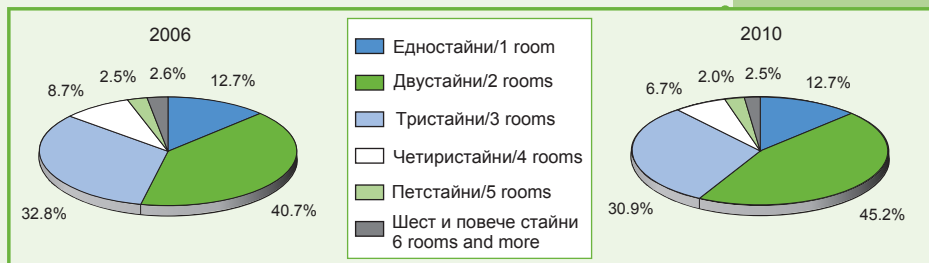 2006
2.5%
2.6%
8.7%
12.7%
32.8%
40.7%
Едностайни/1 room
Двустайни/2 rooms
Тристайни/3 rooms
Четиристайни/4 rooms
Петстайни/5 rooms
Шест и повече стайни
6 rooms and more
2010
2.0%
2.5%
6.7%
12.7%
30.9%
45.2%